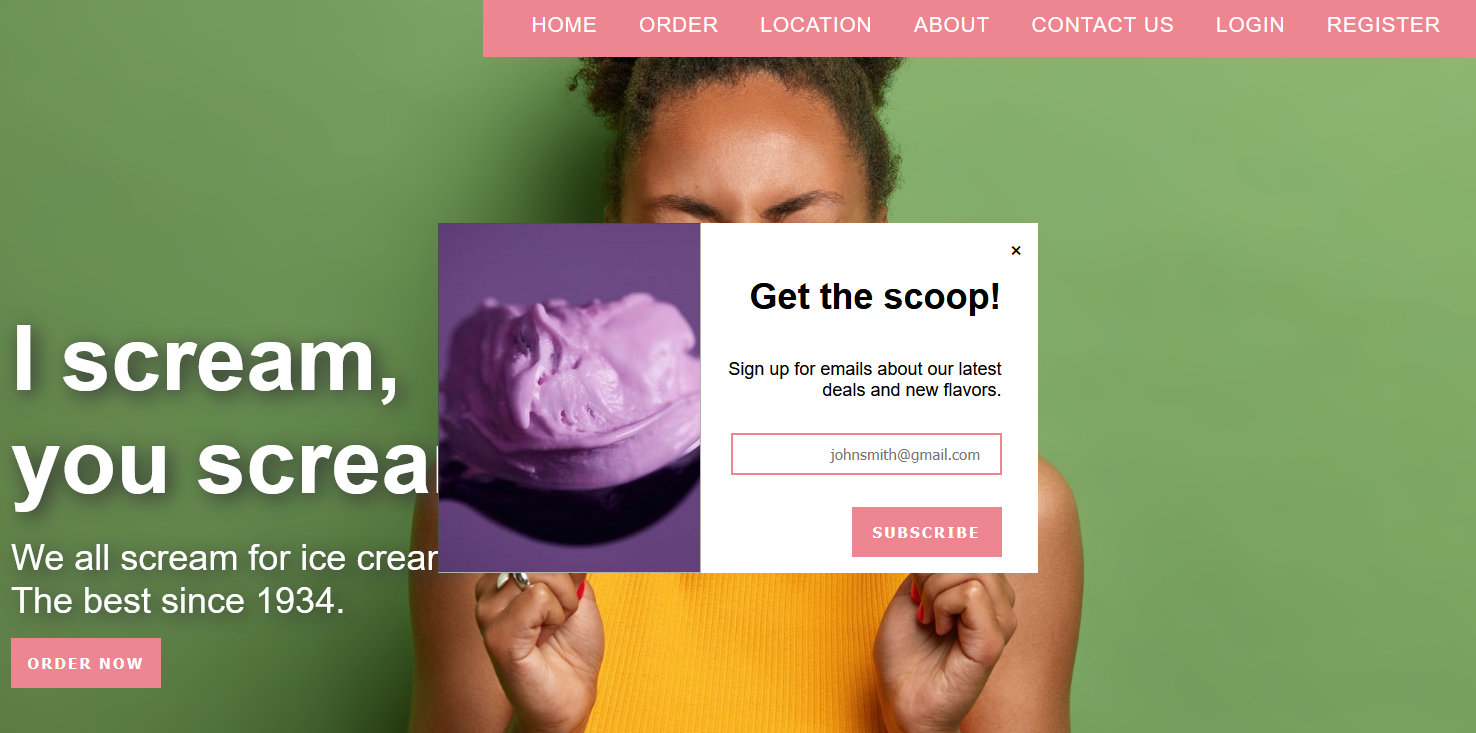 HOME ORDER LOCATION ABOUT CONTACT US LOGIN REGISTER
×
Get the scoop!
Sign up for emails about our latest
deals and new flavors.
johnsmith@gmail.com
SUBSCRIBE
I scream,
you screa
We all scream for ice crea
The best since 1934.
ORDER NOW